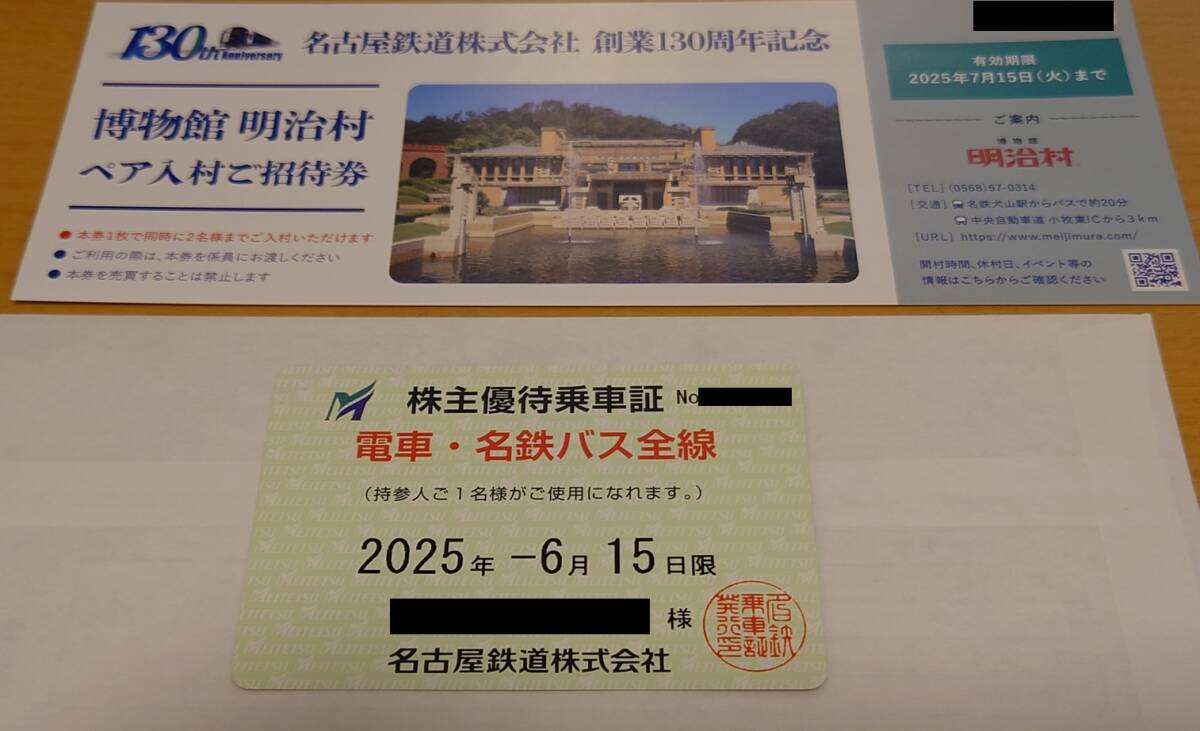 130th Anniversary
名古屋鉄道株式会社 創業130周年記念
博物館 明治村
ペア入村ご招待券
● 本券1枚で同時に2名様までご入村いただけます
● ご利用の際は、本券を係員にお渡しください
● 本券を売買することは禁止します
有効期限
2025年7月15日(火)まで
ご案内
博物館
明治村
[TEL] (0568)67-0314
[交通] 名鉄犬山駅からバスで約20分
中央自動車道 小牧東ICから3km
[URL] https://www.meijimura.com/
開村時間、休村日、イベント等の
情報はこちらからご確認ください
株主優待乗車証 No
電車・名鉄バス全線
(持参人ご1名様がご使用になれます。)
2025年 -6月 15日限
様
名古屋鉄道株式会社
名鉄
乗車証
発行印